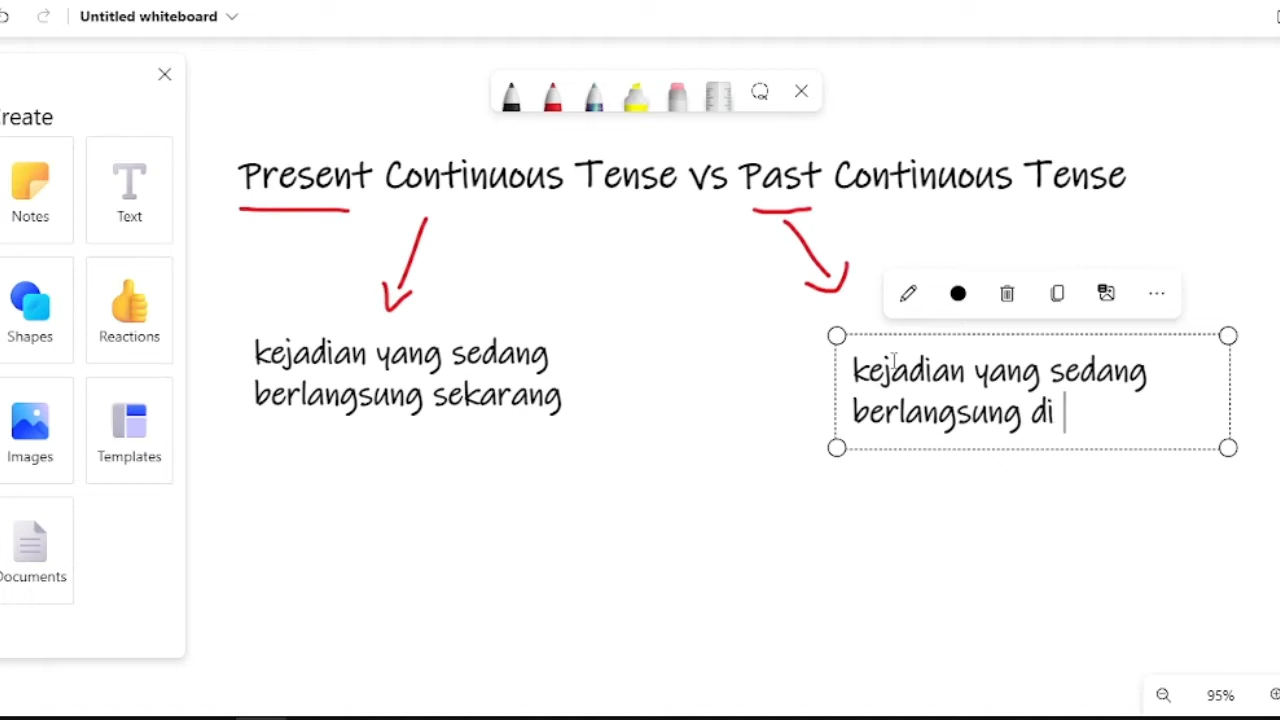 Untitled whiteboard
reate
Notes
Text
Shapes
Reactions
Images
Templates
Documents
Present Continuous Tense vs Past Continuous Tense
kejadian yang sedang
berlangsung sekarang
kejadian yang sedang
berlangsung di
95%